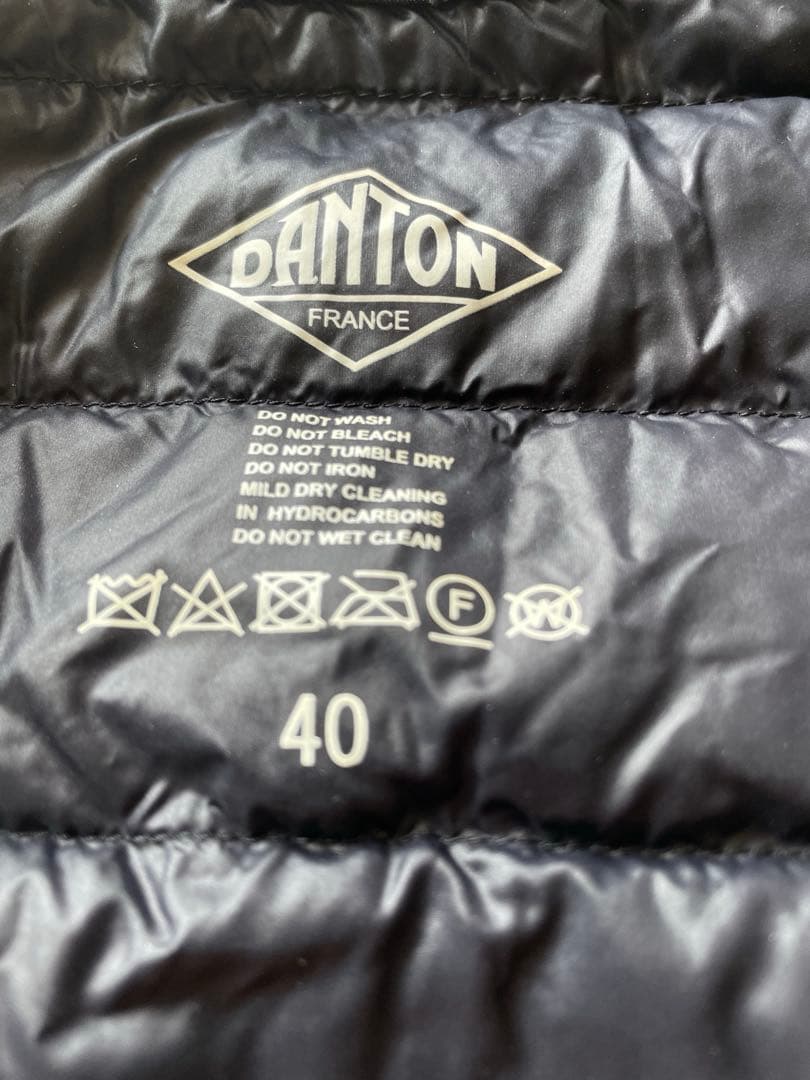 DANTON
FRANCE
DO NOT WASH
DO NOT BLEACH
DO NOT TUMBLE DRY
DO NOT IRON
MILD DRY CLEANING
IN HYDROCARBONS
DO NOT WET CLEAN
F W
40